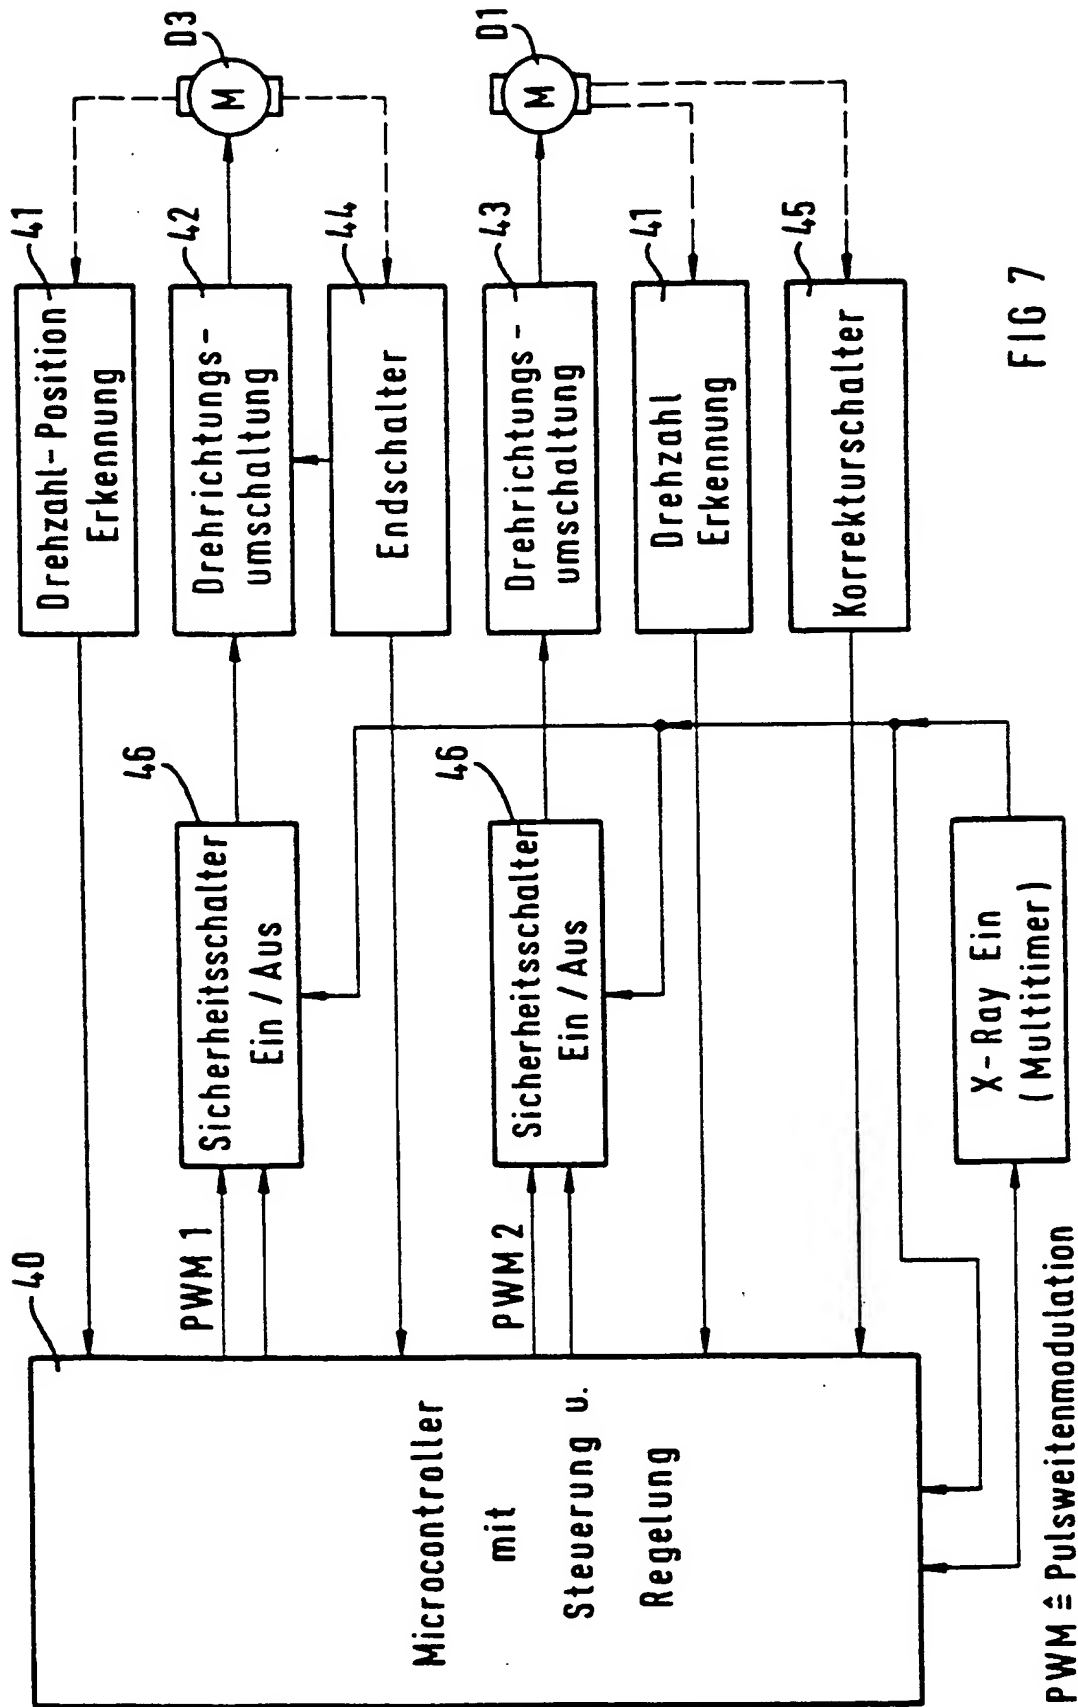 40
Microcontroller
mit
Steuerung u.
Regelung
PWM 1
PWM 2
46
Sicherheitsschalter
Ein / Aus
46
Sicherheitsschalter
Ein / Aus
X-Ray Ein
(Multitimer)
41
Drehzahl-Position
Erkennung
42
Drehrichtungs-
umschaltung
44
Endschalter
43
Drehrichtungs-
umschaltung
41
Drehzahl
Erkennung
45
Korrekturschalter
D3
M
D1
M
PWM ≙ Pulsweitenmodulation
FIG 7